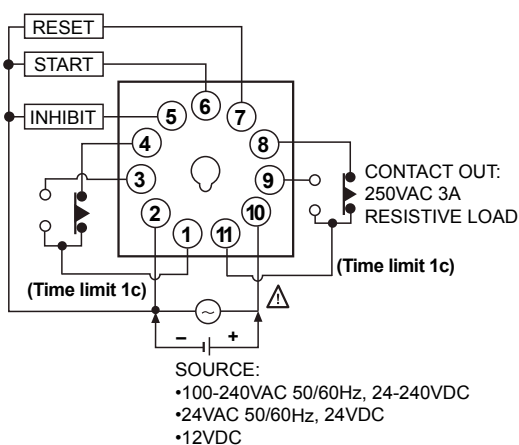 RESET
START
INHIBIT
5
6
7
4
8
3
9
2
10
1
11
CONTACT OUT:
250VAC 3A
RESISTIVE LOAD
(Time limit 1c)
(Time limit 1c)
~
!
− +
SOURCE:
•100-240VAC 50/60Hz, 24-240VDC
•24VAC 50/60Hz, 24VDC
•12VDC